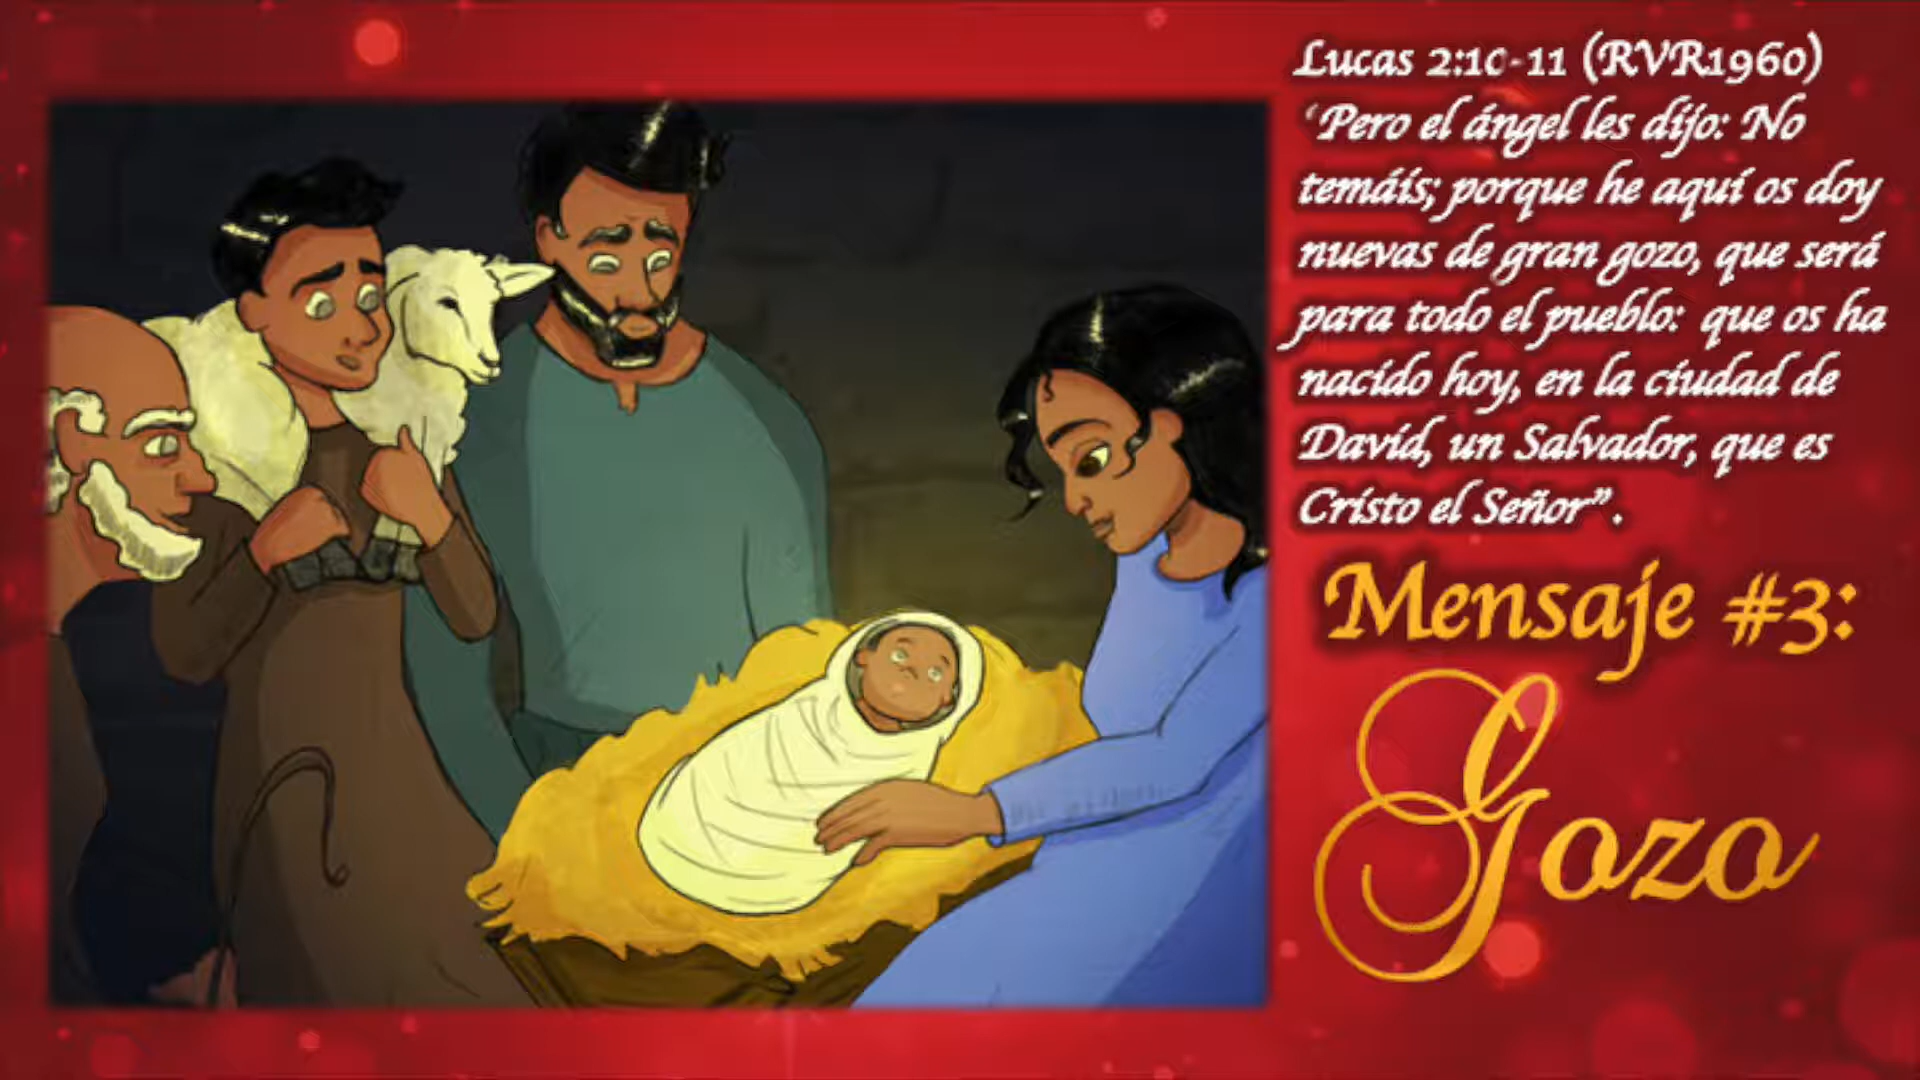 Lucas 2:10-11 (RVR1960)
“Pero el ángel les dijo: No
temáis; porque he aquí os doy
nuevas de gran gozo, que será
para todo el pueblo: que os ha
nacido hoy, en la ciudad de
David, un Salvador, que es
Cristo el Señor”.
Mensaje #3:
Gozo